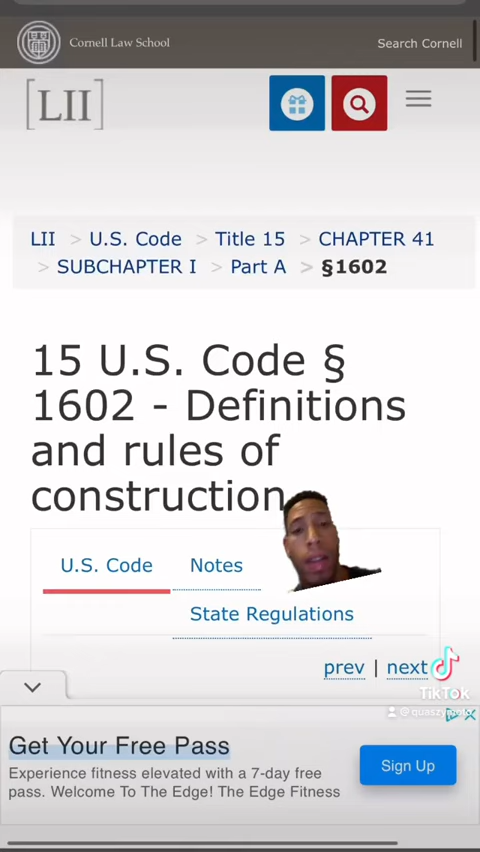 Cornell Law School
Search Cornell
LII
LII > U.S. Code > Title 15 > CHAPTER 41
> SUBCHAPTER I > Part A > §1602
15 U.S. Code §
1602 - Definitions
and rules of
construction
U.S. Code
Notes
State Regulations
prev | next
TikTok
Get Your Free Pass
Experience fitness elevated with a 7-day free
pass. Welcome To The Edge! The Edge Fitness
Sign Up